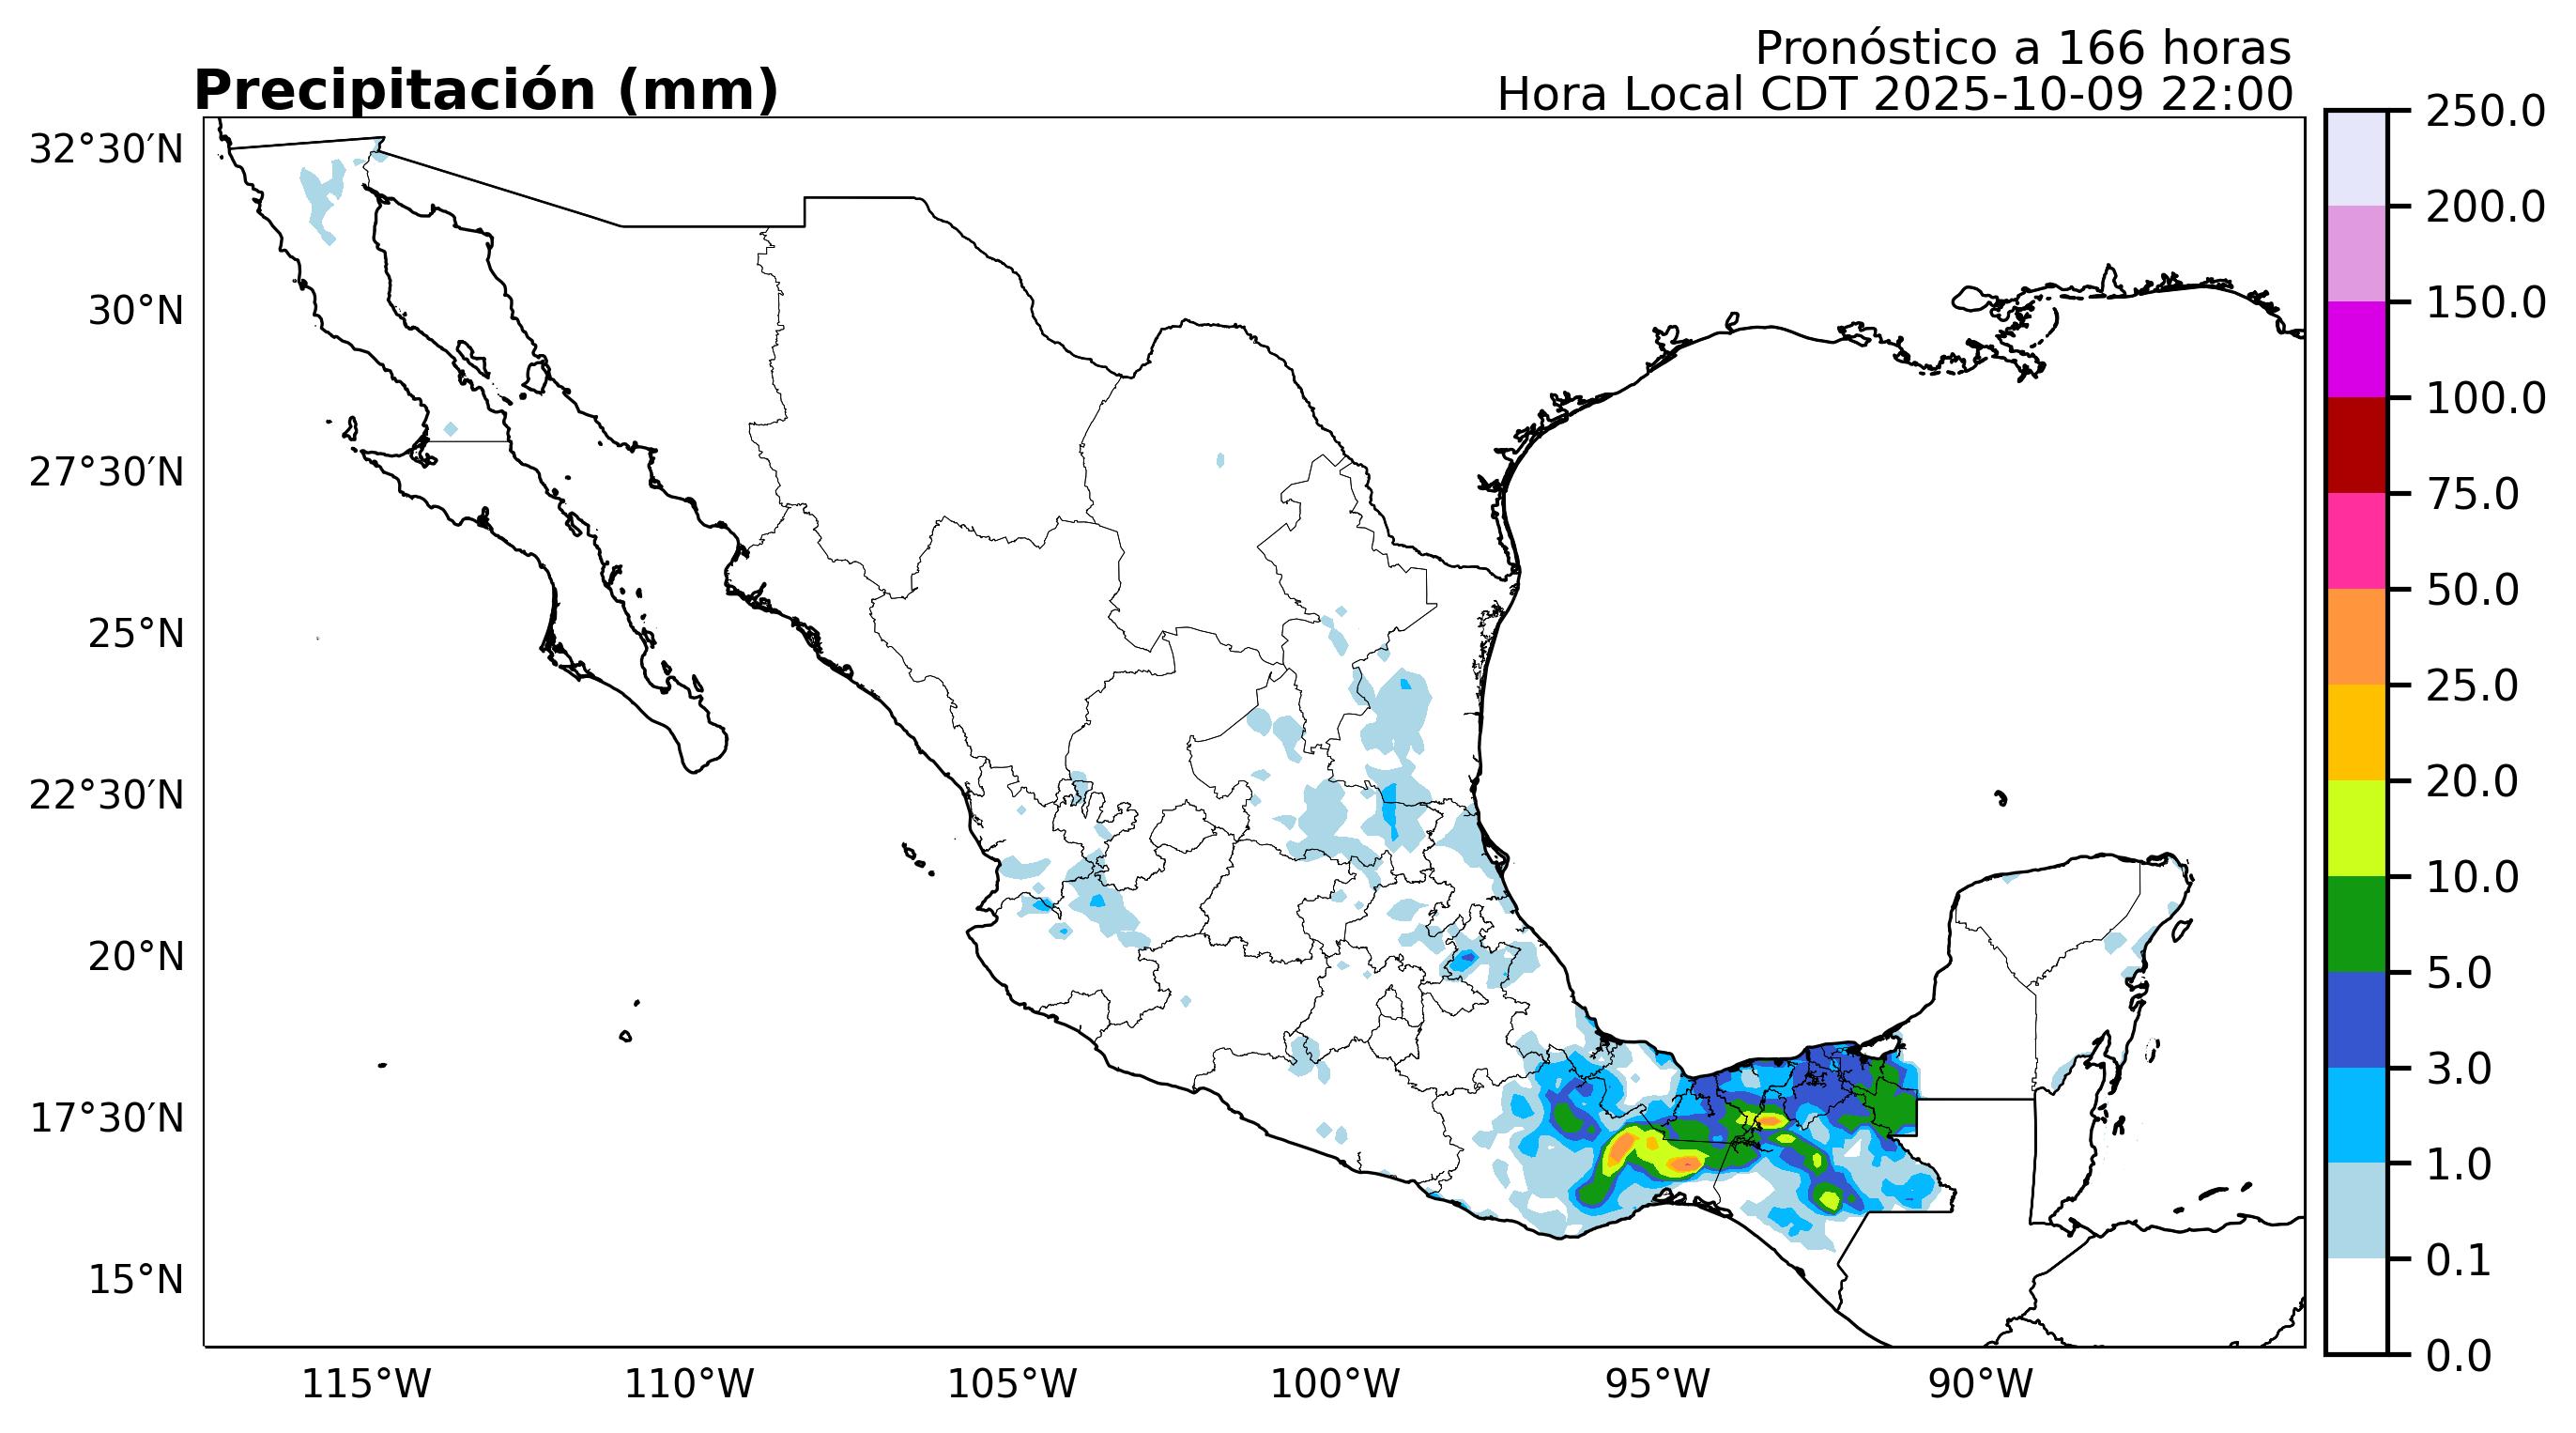 Pronóstico a 166 horas
Precipitación (mm)
Hora Local CDT 2025-10-09 22:00
32°30′N
30°N
27°30′N
25°N
22°30′N
20°N
17°30′N
15°N
115°W
110°W
105°W
100°W
95°W
90°W
250.0
200.0
150.0
100.0
75.0
50.0
25.0
20.0
10.0
5.0
3.0
1.0
0.1
0.0